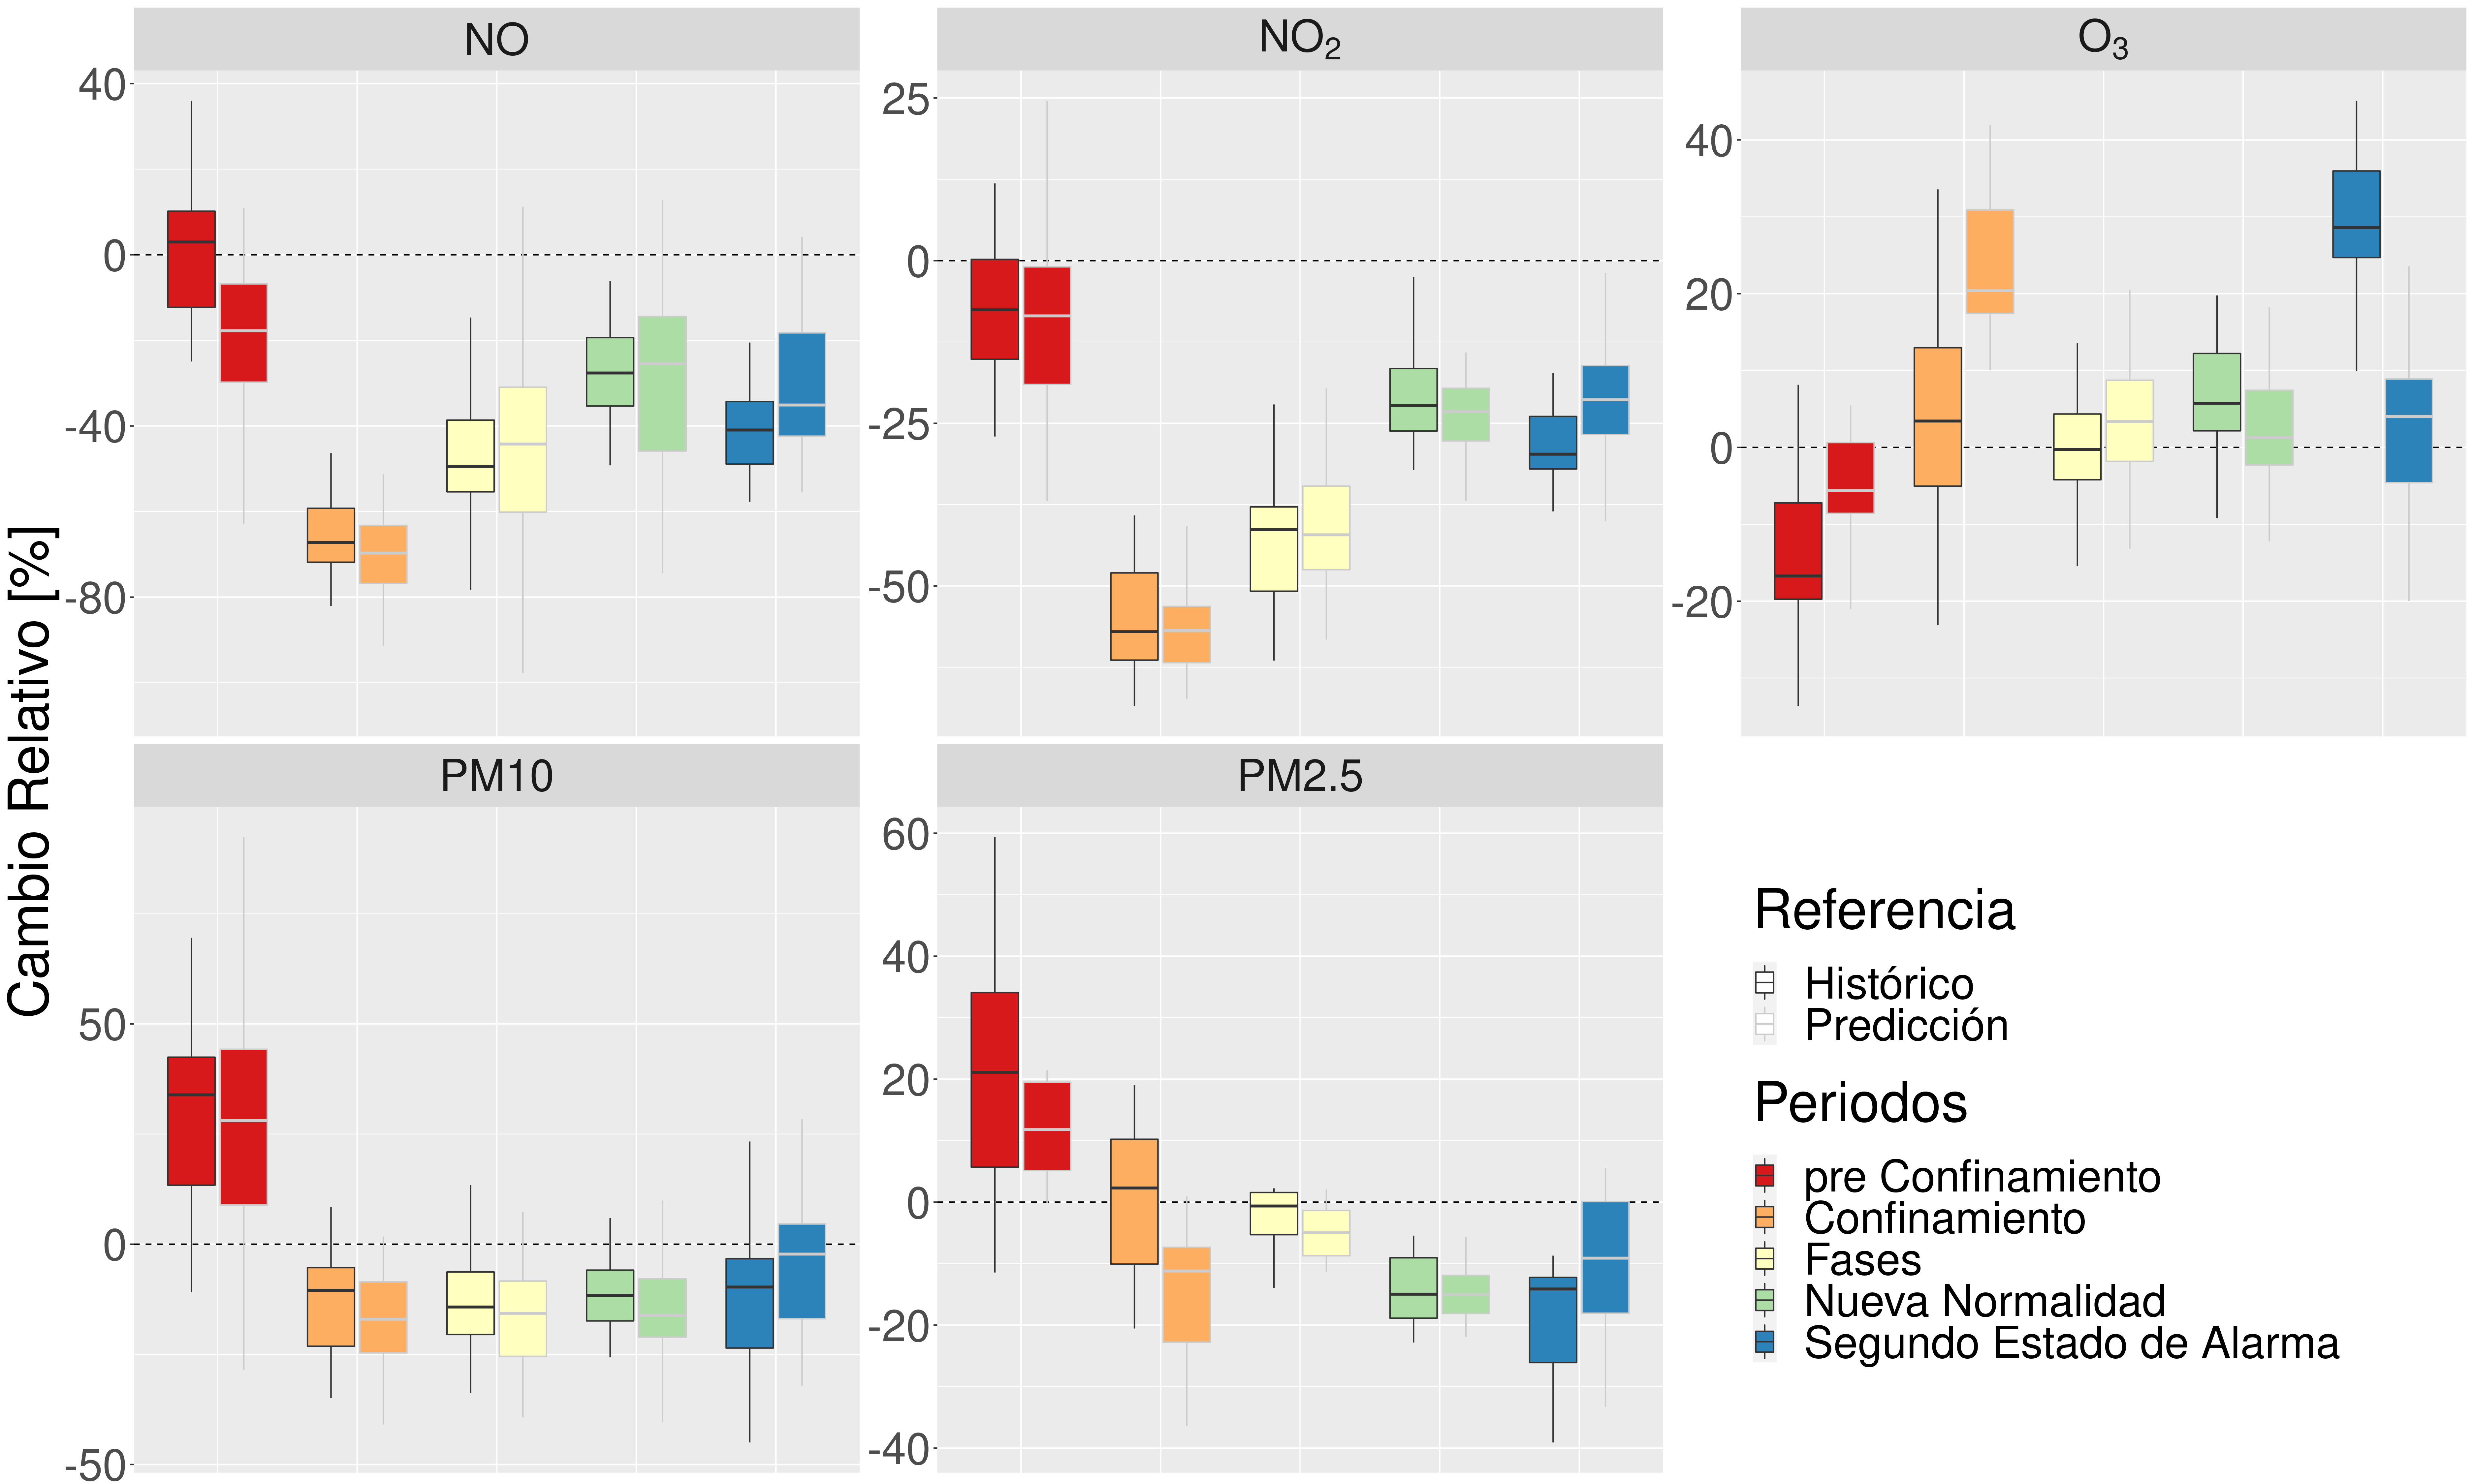 Cambio Relativo [%]
NO
40
0
-40
-80
NO₂
25
0
-25
-50
O₃
40
20
0
-20
PM10
50
0
-50
PM2.5
60
40
20
0
-20
-40
Referencia
Histórico
Predicción
Periodos
pre Confinamiento
Confinamiento
Fases
Nueva Normalidad
Segundo Estado de Alarma